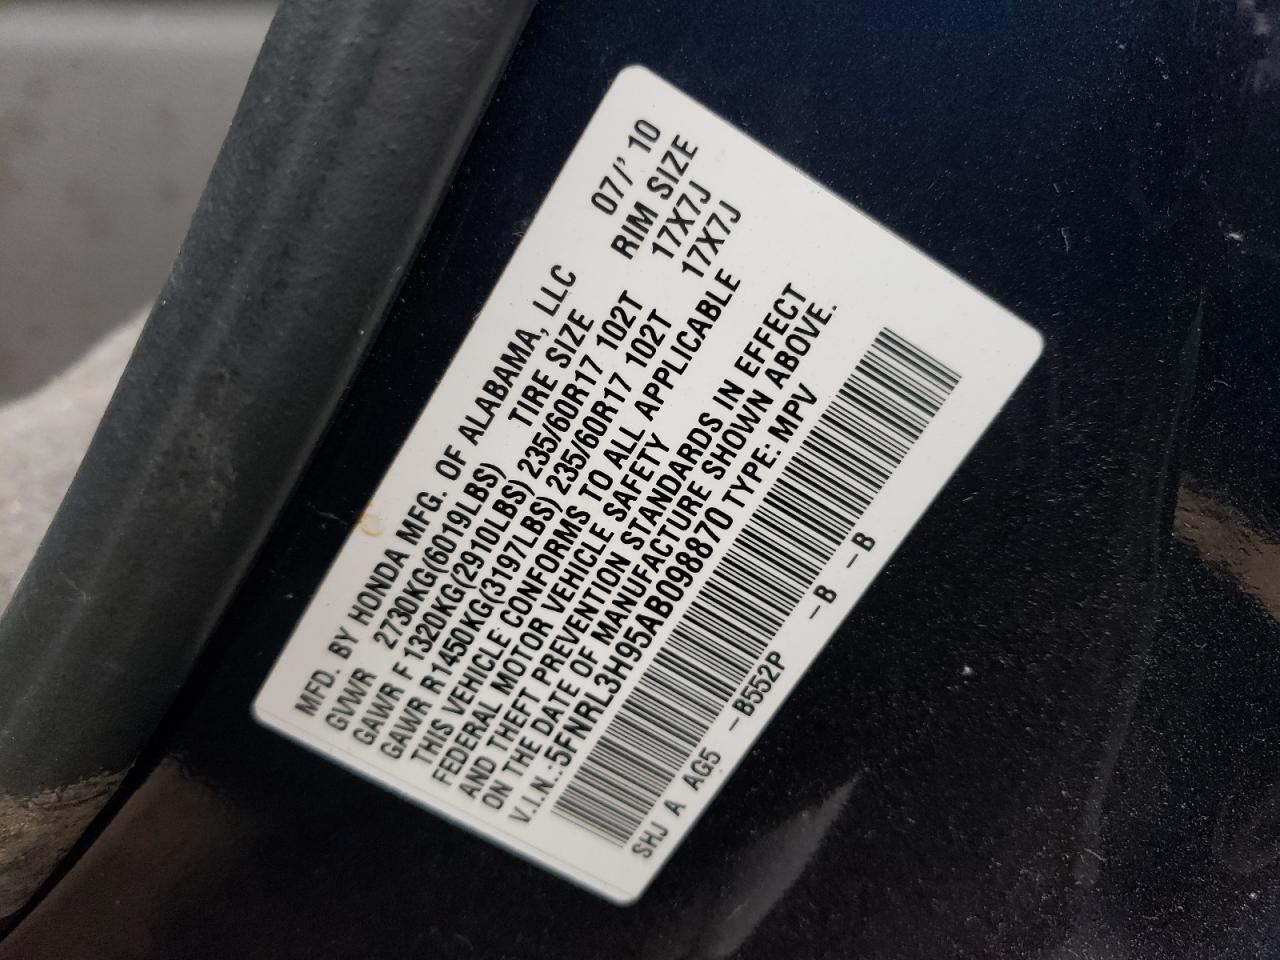 MFD. BY HONDA MFG. OF ALABAMA, LLC 07/' 10
GVWR 2730KG(6019LBS) TIRE SIZE RIM SIZE
GAWR F 1320KG(2910LBS) 235/60R17 102T 17X7J
GAWR R1450KG(3197LBS) 235/60R17 102T 17X7J
THIS VEHICLE CONFORMS TO ALL APPLICABLE
FEDERAL MOTOR VEHICLE SAFETY
AND THEFT PREVENTION STANDARDS IN EFFECT
ON THE DATE OF MANUFACTURE SHOWN ABOVE.
V.I.N.:5FNRL3H95AB098870 TYPE: MPV
SHJ A AG5 -B552P -B -B